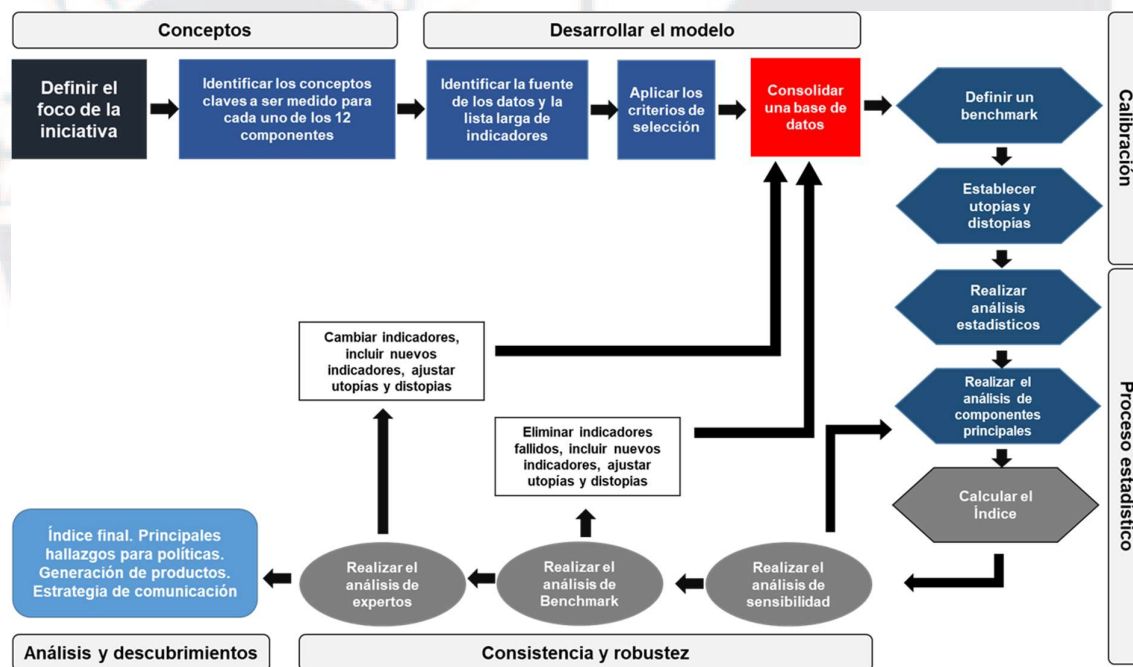 Conceptos
Desarrollar el modelo
Definir el
foco de la
iniciativa
Identificar los conceptos
claves a ser medido para
cada uno de los 12
componentes
Identificar la fuente
de los datos y la
lista larga de
indicadores
Aplicar los
criterios de
selección
Consolidar
una base de
datos
Definir un
benchmark
Calibración
Establecer
utopías y
distopias
Realizar
análisis
estadísticos
Realizar el
análisis de
componentes
principales
Proceso estadístico
Calcular el
Índice
Cambiar indicadores,
incluir nuevos
indicadores, ajustar
utopías y distopias
Eliminar indicadores
fallidos, incluir nuevos
indicadores, ajustar
utopías y distopias
Índice final. Principales
hallazgos para políticas.
Generación de productos.
Estrategia de comunicación
Realizar el
análisis de
expertos
Realizar el
análisis de
Benchmark
Realizar el
análisis de
sensibilidad
Análisis y descubrimientos
Consistencia y robustez